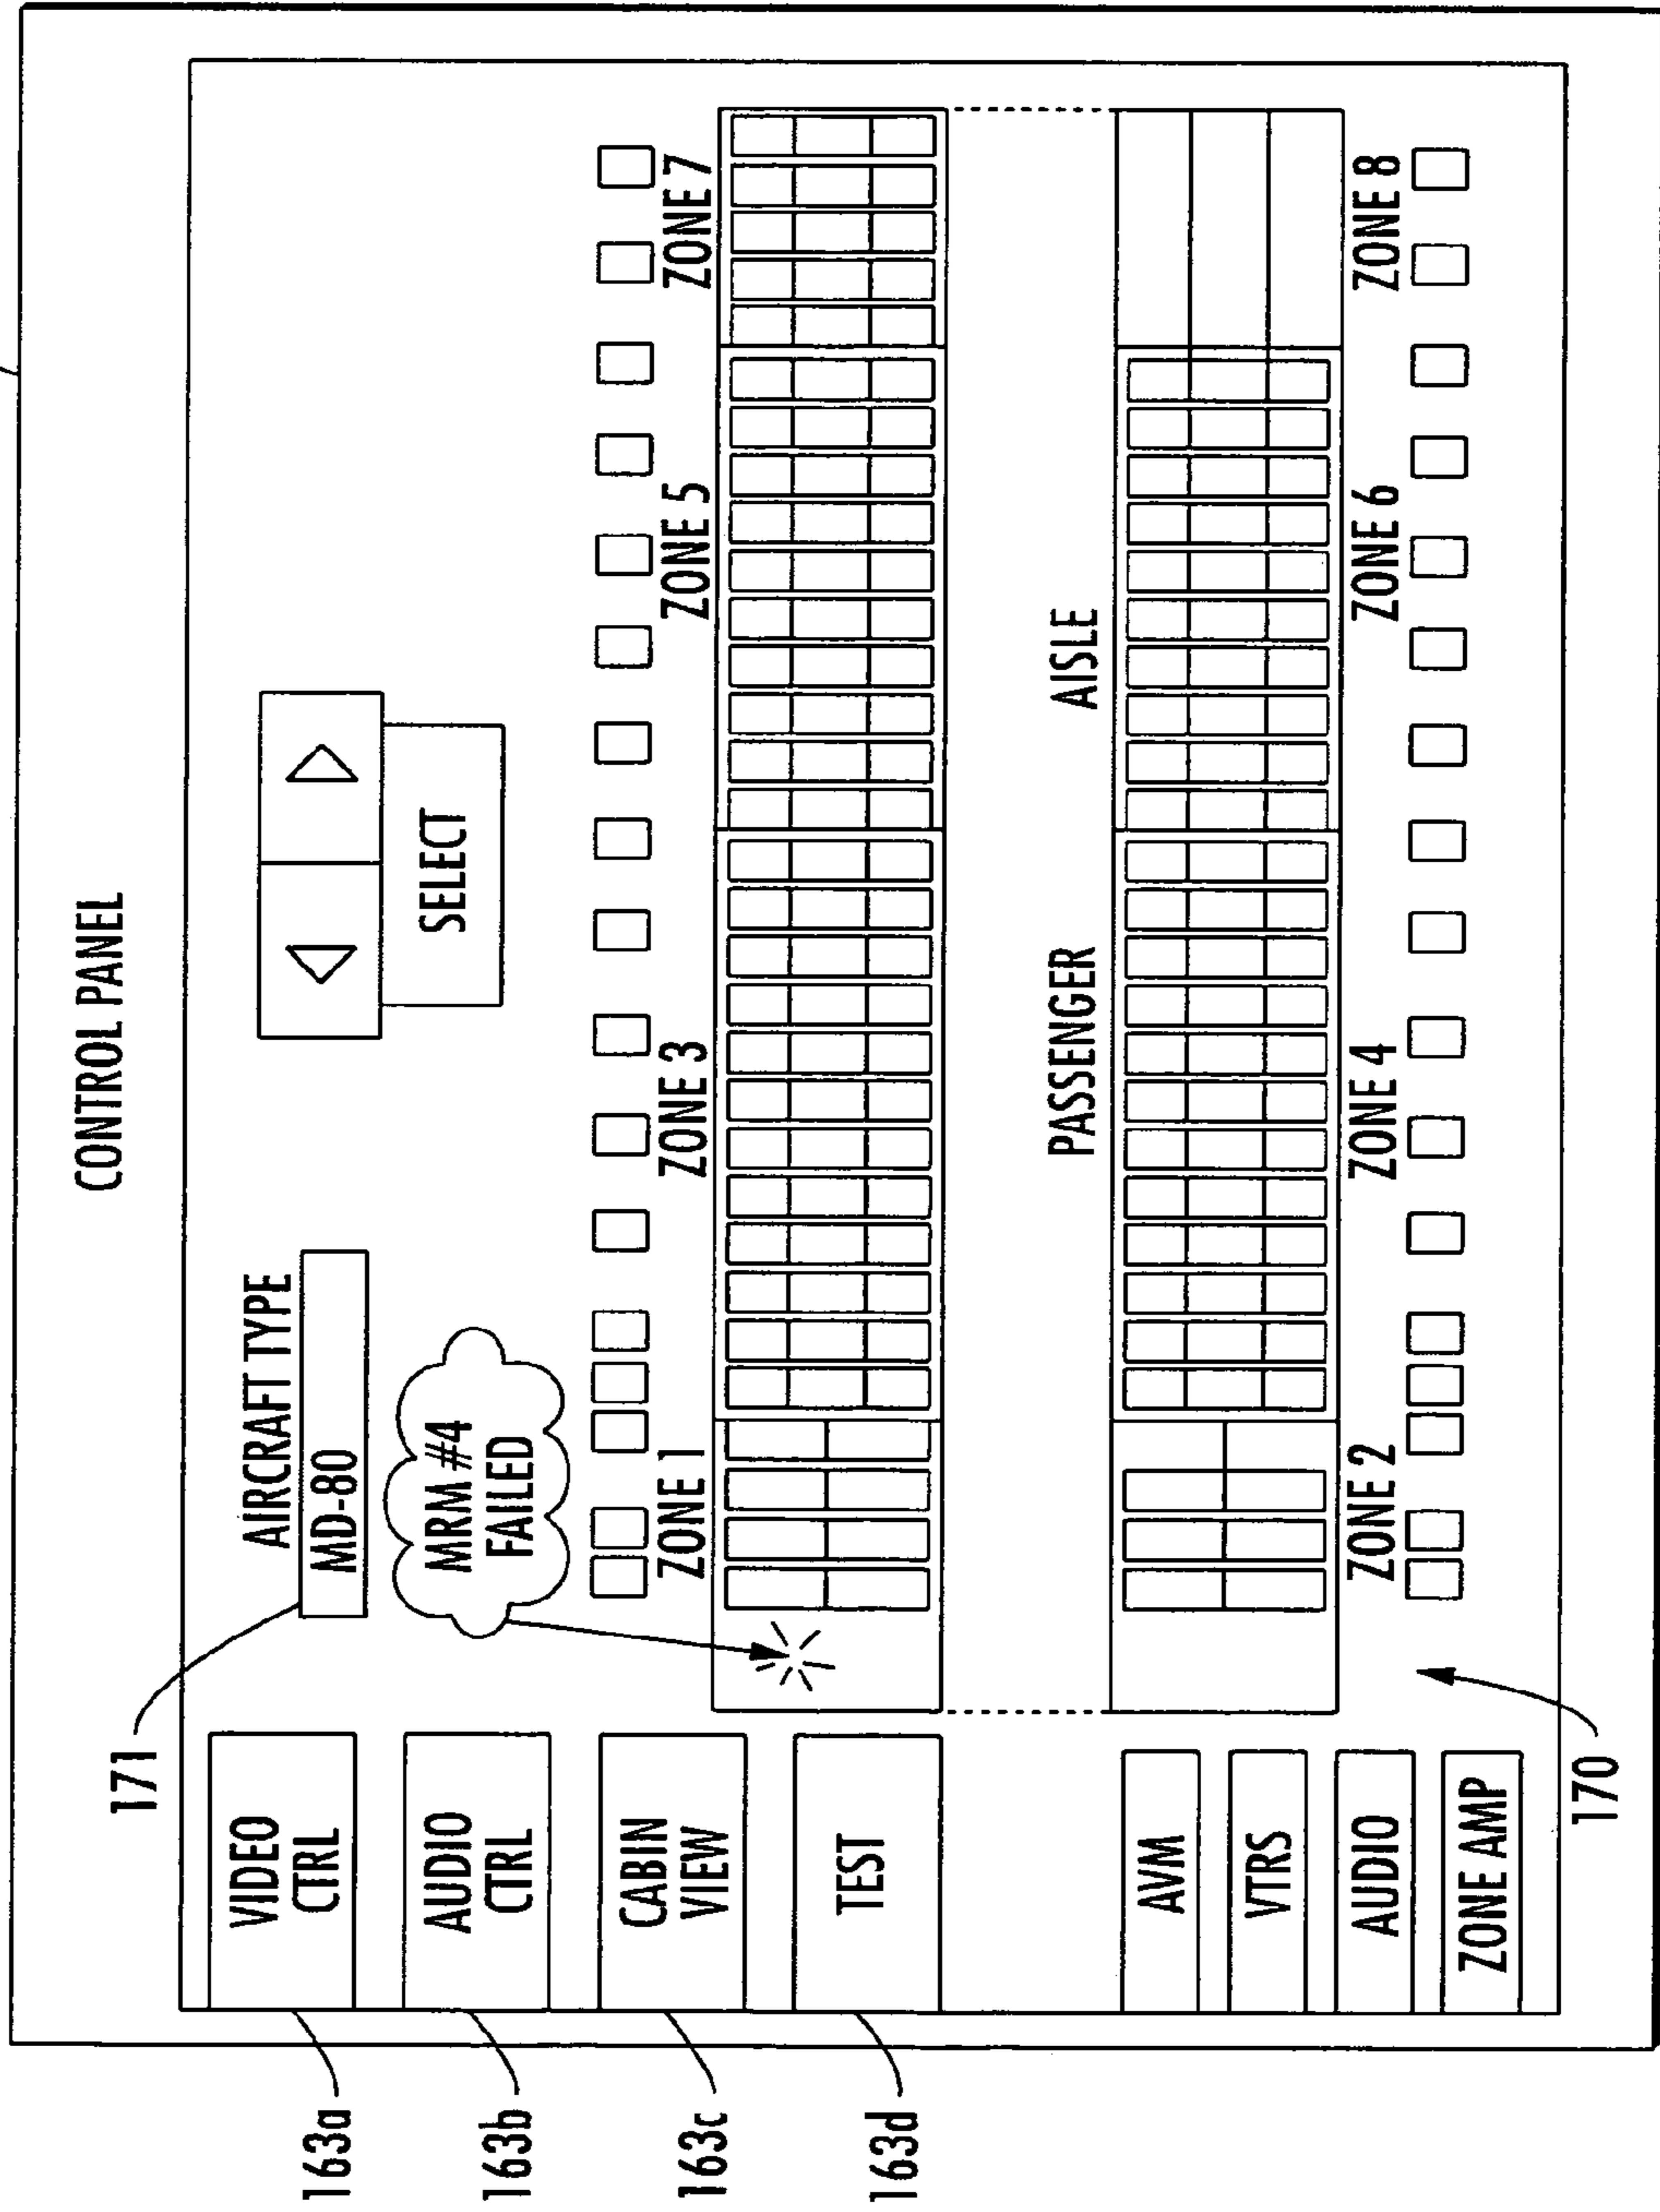 CONTROL PANEL
171
AIRCRAFT TYPE
MD-80
SELECT
MRM #4
FAILED
163a
VIDEO
CTRL
163b
AUDIO
CTRL
163c
CABIN
VIEW
163d
TEST
ZONE 1
ZONE 3
ZONE 5
ZONE 7
PASSENGER
AISLE
AVM
VTRS
AUDIO
ZONE AMP
ZONE 2
ZONE 4
ZONE 6
ZONE 8
170